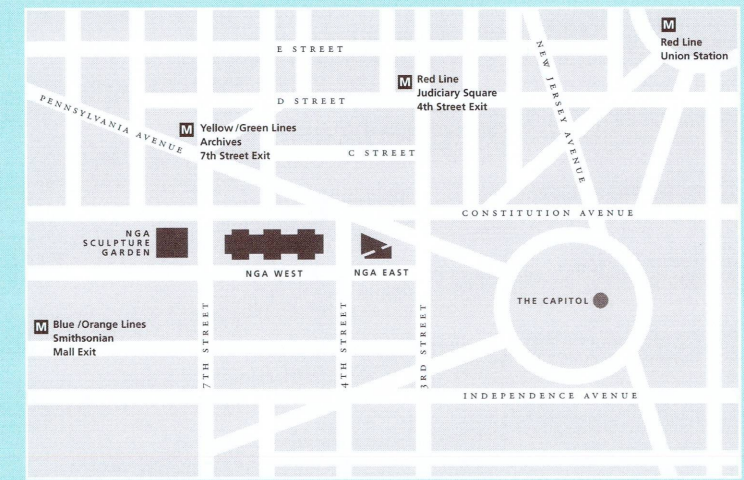 E STREET
M
Red Line
Union Station
NEW JERSEY AVENUE
M
Red Line
Judiciary Square
4th Street Exit
D STREET
PENNSYLVANIA AVENUE
M
Yellow/Green Lines
Archives
7th Street Exit
C STREET
CONSTITUTION AVENUE
NGA
SCULPTURE
GARDEN
NGA WEST
NGA EAST
THE CAPITOL
M
Blue/Orange Lines
Smithsonian
Mall Exit
7TH STREET
4TH STREET
3RD STREET
INDEPENDENCE AVENUE